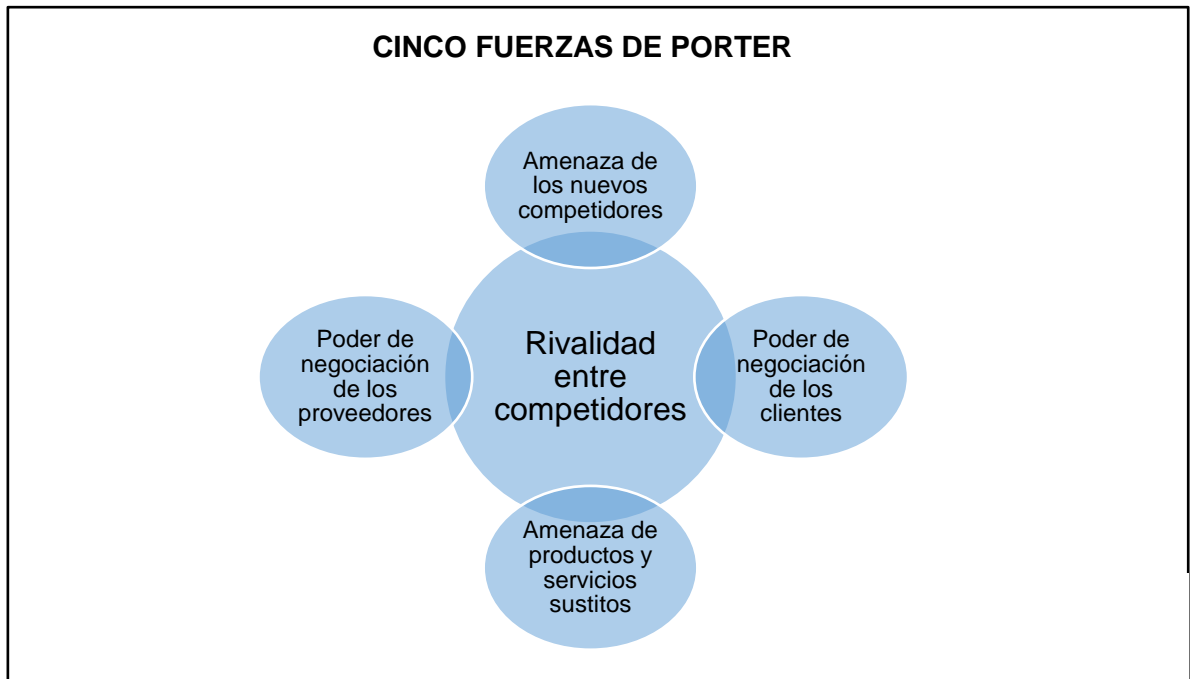 CINCO FUERZAS DE PORTER
Amenaza de
los nuevos
competidores
Poder de
negociación
de los
proveedores
Rivalidad
entre
competidores
Poder de
negociación
de los
clientes
Amenaza de
productos y
servicios
sustitos